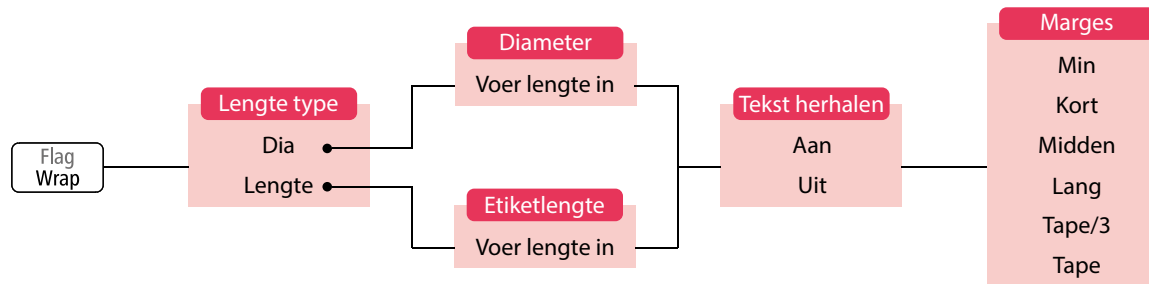 Flag
Wrap
Lengte type
Dia
Lengte
Diameter
Voer lengte in
Etiketlengte
Voer lengte in
Tekst herhalen
Aan
Uit
Marges
Min
Kort
Midden
Lang
Tape/3
Tape